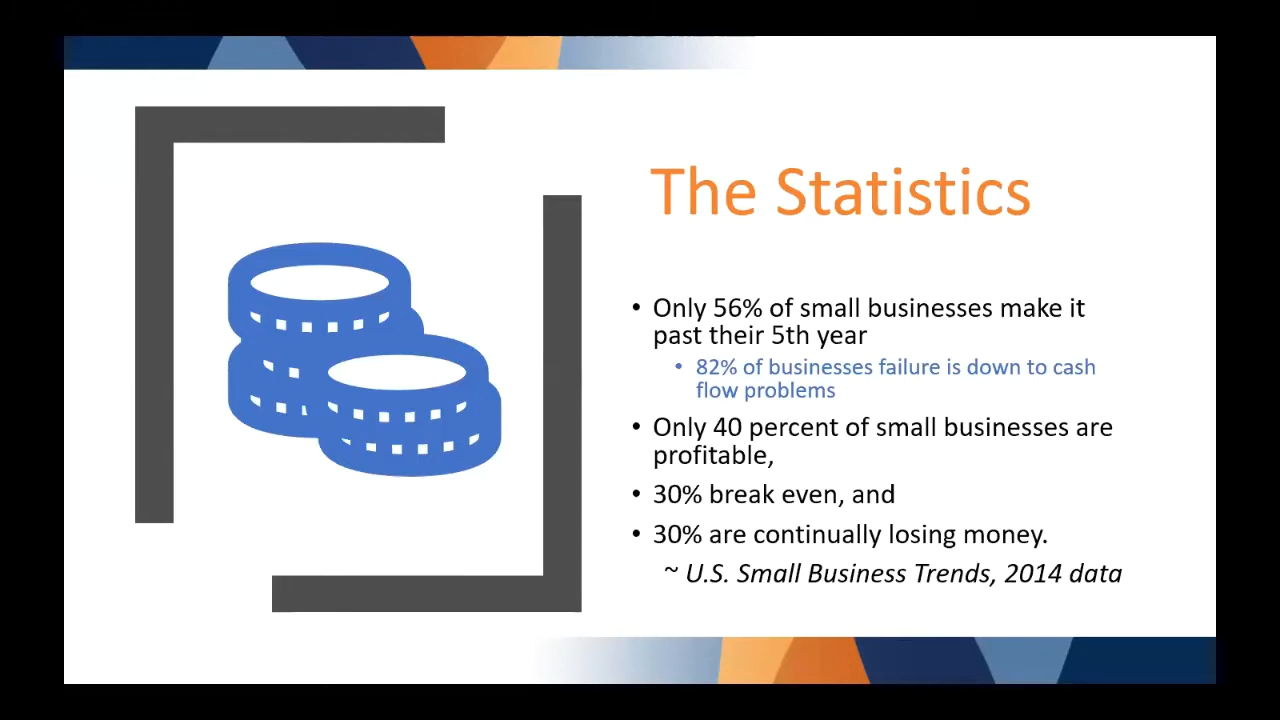 The Statistics
• Only 56% of small businesses make it
past their 5th year
• 82% of businesses failure is down to cash
flow problems
• Only 40 percent of small businesses are
profitable,
• 30% break even, and
• 30% are continually losing money.
~ U.S. Small Business Trends, 2014 data